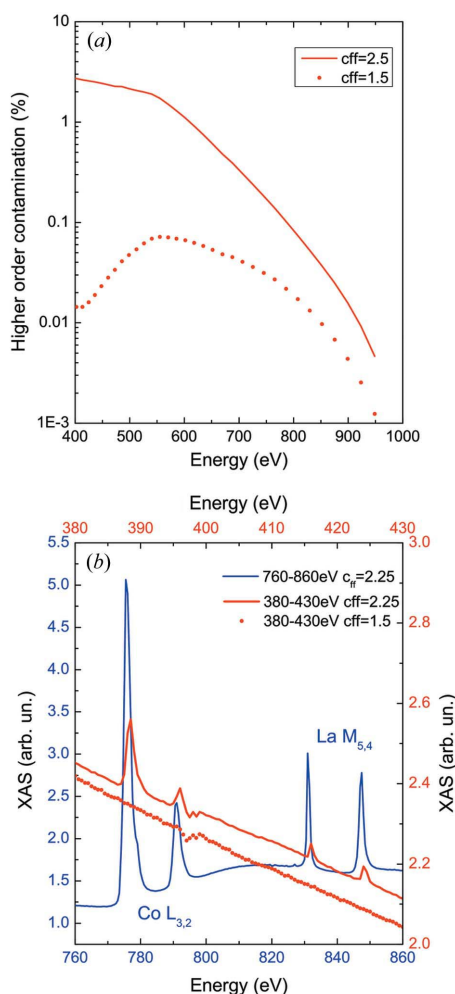 (a)
10
1
0.1
0.01
1E-3
Higher order contamination (%)
cff=2.5
cff=1.5
400 500 600 700 800 900 1000
Energy (eV)
Energy (eV)
380 390 400 410 420 430
(b)
5.5
5.0
4.5
4.0
3.5
3.0
2.5
2.0
1.5
1.0
XAS (arb. un.)
760-860eV cff=2.25
380-430eV cff=2.25
380-430eV cff=1.5
La M5,4
Co L3,2
3.0
2.8
2.6
2.4
2.2
2.0
XAS (arb. un.)
760 780 800 820 840 860
Energy (eV)